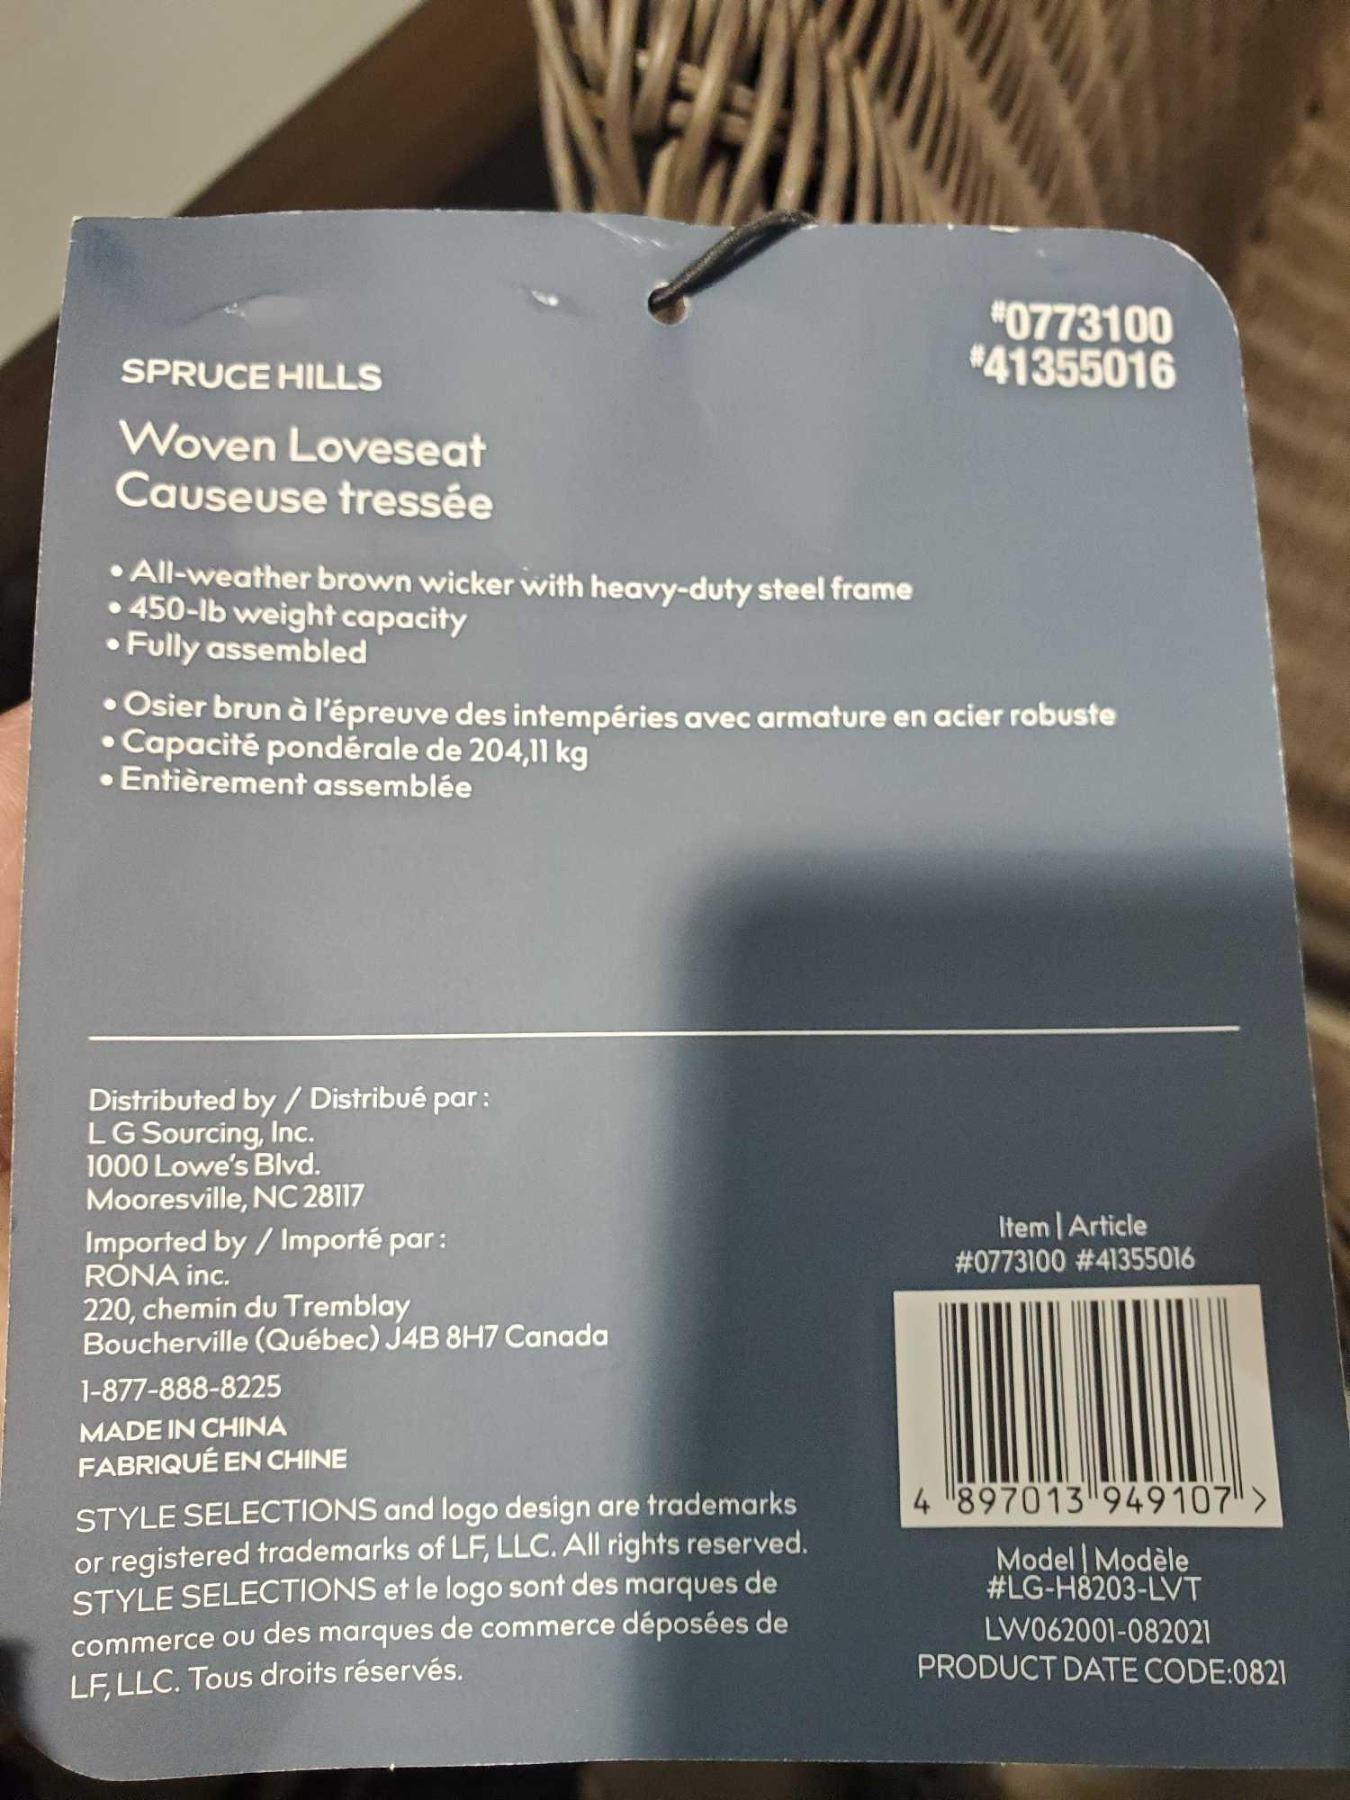 #0773100
#41355016
SPRUCE HILLS
Woven Loveseat
Causeuse tressée
• All-weather brown wicker with heavy-duty steel frame
• 450-lb weight capacity
• Fully assembled
• Osier brun à l'épreuve des intempéries avec armature en acier robuste
• Capacité pondérale de 204,11 kg
• Entièrement assemblée
Distributed by / Distribué par :
L G Sourcing, Inc.
1000 Lowe's Blvd.
Mooresville, NC 28117
Imported by / Importé par :
RONA inc.
220, chemin du Tremblay
Boucherville (Québec) J4B 8H7 Canada
1-877-888-8225
MADE IN CHINA
FABRIQUÉ EN CHINE
STYLE SELECTIONS and logo design are trademarks
or registered trademarks of LF, LLC. All rights reserved.
STYLE SELECTIONS et le logo sont des marques de
commerce ou des marques de commerce déposées de
LF, LLC. Tous droits réservés.
Item | Article
#0773100 #41355016
4 897013 949107 >
Model | Modèle
#LG-H8203-LVT
LW062001-082021
PRODUCT DATE CODE:0821